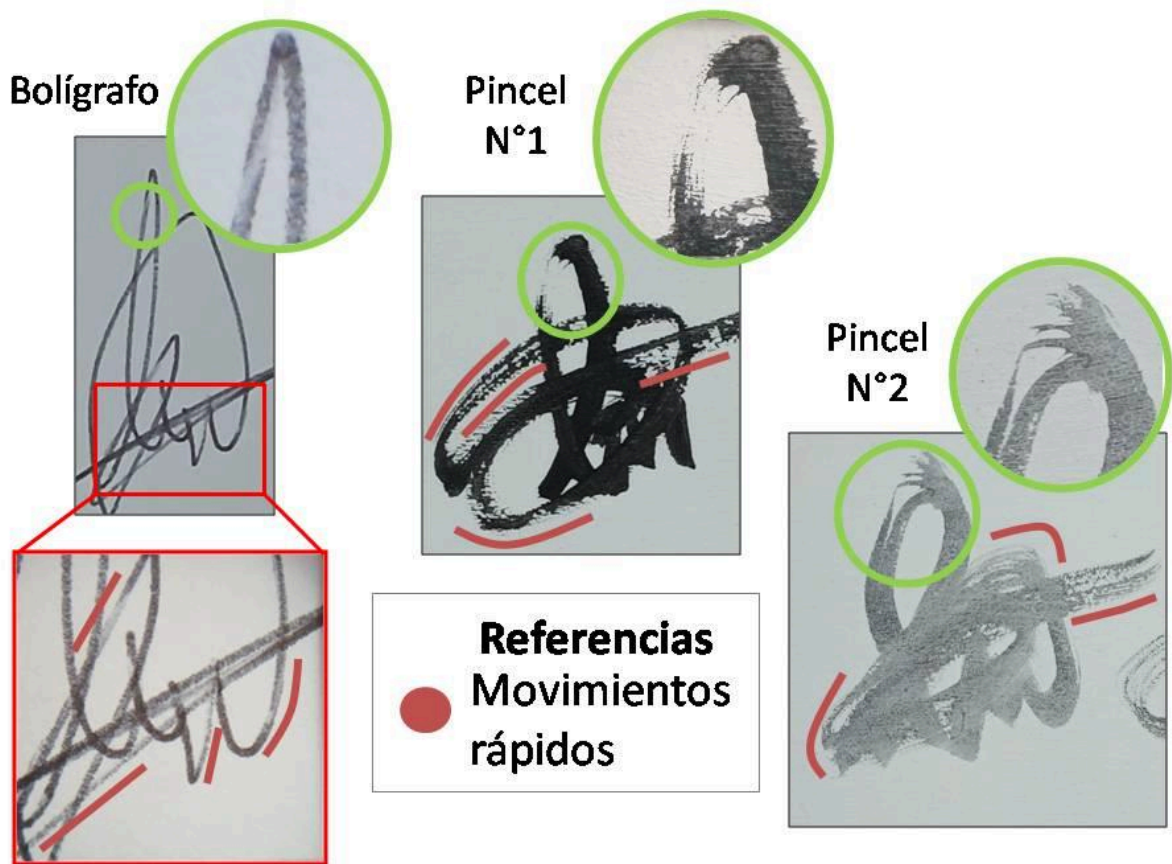 Bolígrafo
Pincel
N°1
Pincel
N°2
Referencias
Movimientos
rápidos